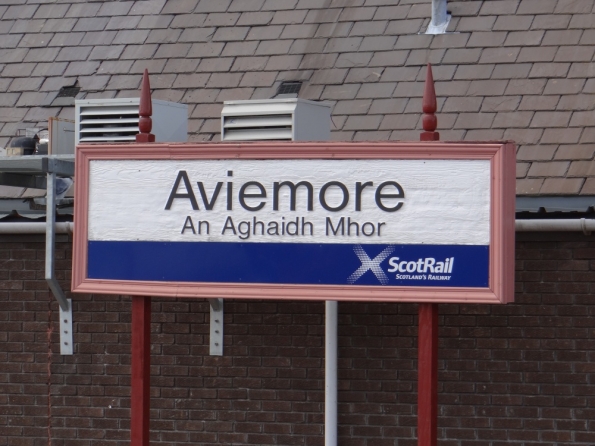 Aviemore
An Aghaidh Mhor
ScotRail
SCOTLAND'S RAILWAY